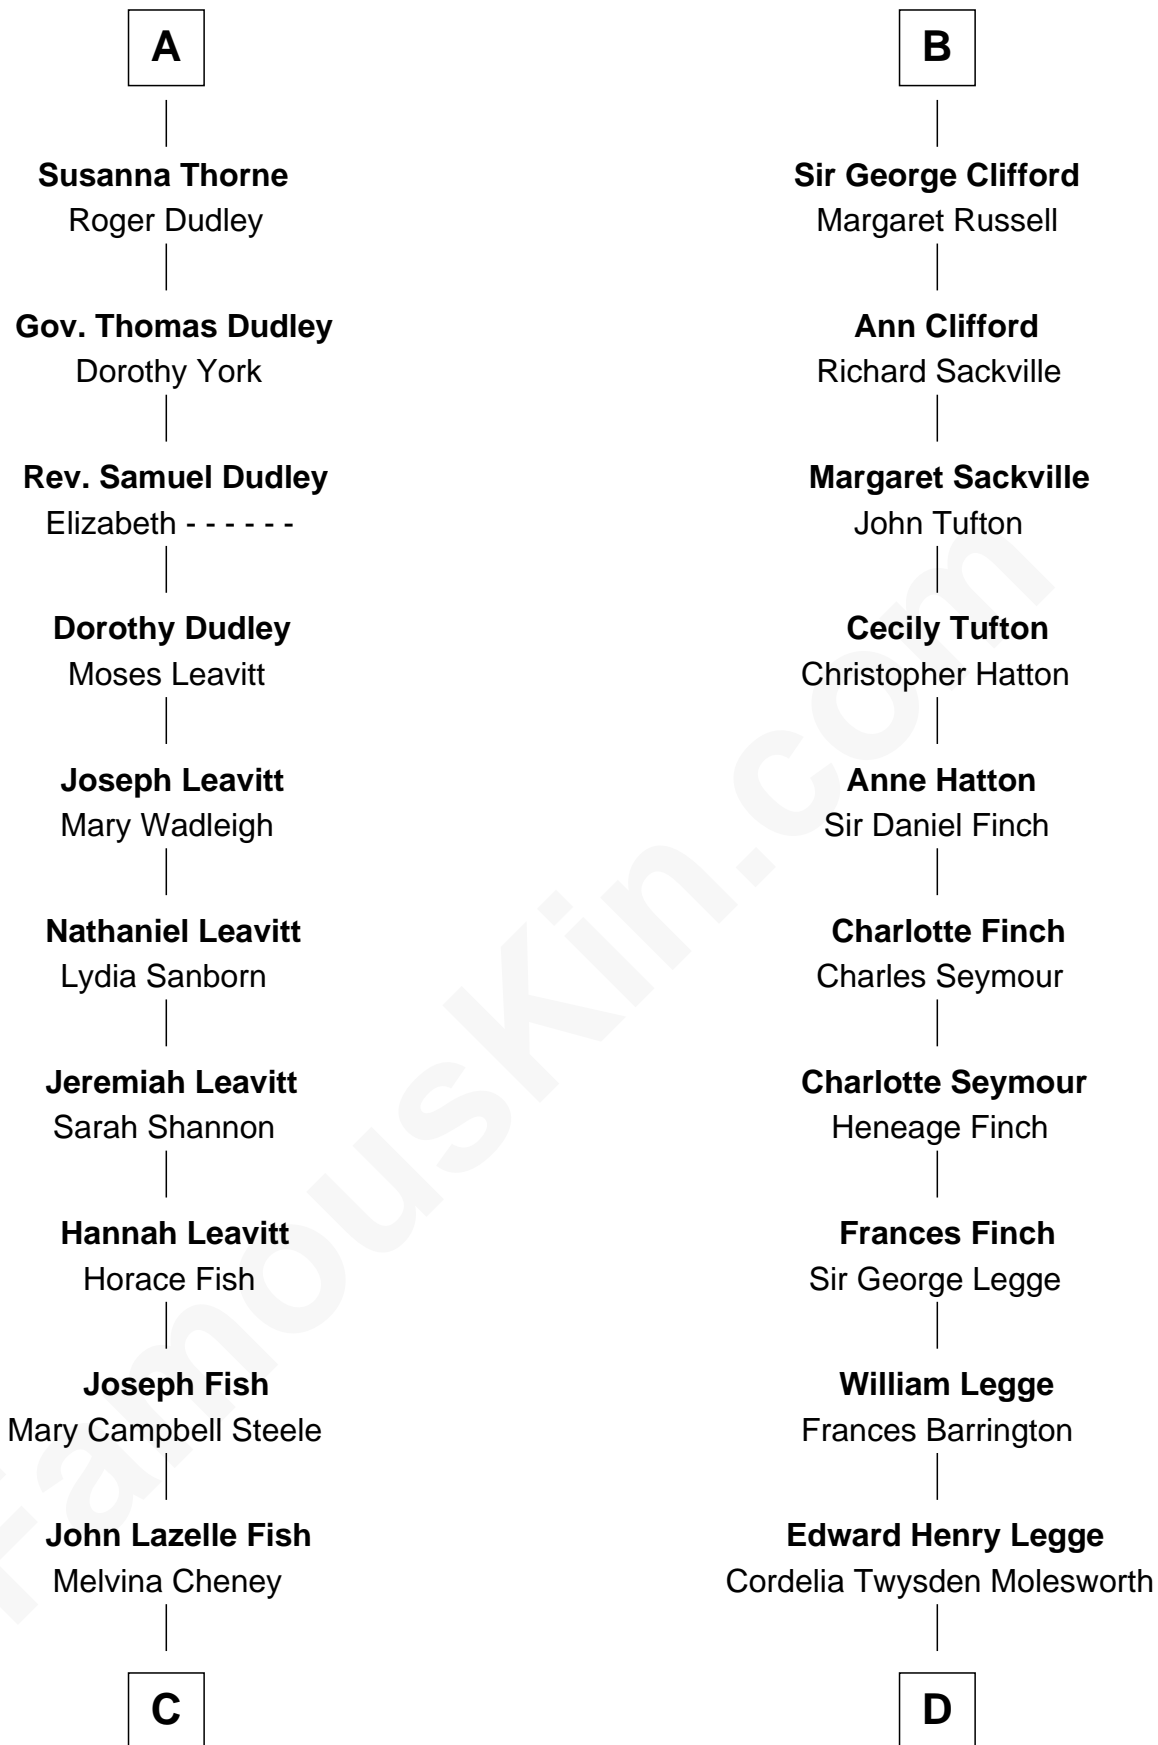 A
Susanna Thorne
Roger Dudley
Gov. Thomas Dudley
Dorothy York
Rev. Samuel Dudley
Elizabeth - - - - - -
Dorothy Dudley
Moses Leavitt
Joseph Leavitt
Mary Wadleigh
Nathaniel Leavitt
Lydia Sanborn
Jeremiah Leavitt
Sarah Shannon
Hannah Leavitt
Horace Fish
Joseph Fish
Mary Campbell Steele
John Lazelle Fish
Melvina Cheney
C
B
Sir George Clifford
Margaret Russell
Ann Clifford
Richard Sackville
Margaret Sackville
John Tufton
Cecily Tufton
Christopher Hatton
Anne Hatton
Sir Daniel Finch
Charlotte Finch
Charles Seymour
Charlotte Seymour
Heneage Finch
Frances Finch
Sir George Legge
William Legge
Frances Barrington
Edward Henry Legge
Cordelia Twysden Molesworth
D
FamousKin.com